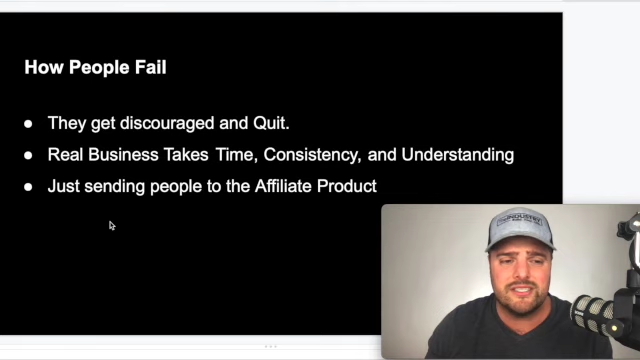 How People Fail
● They get discouraged and Quit.
● Real Business Takes Time, Consistency, and Understanding
● Just sending people to the Affiliate Product
INDUSTRY